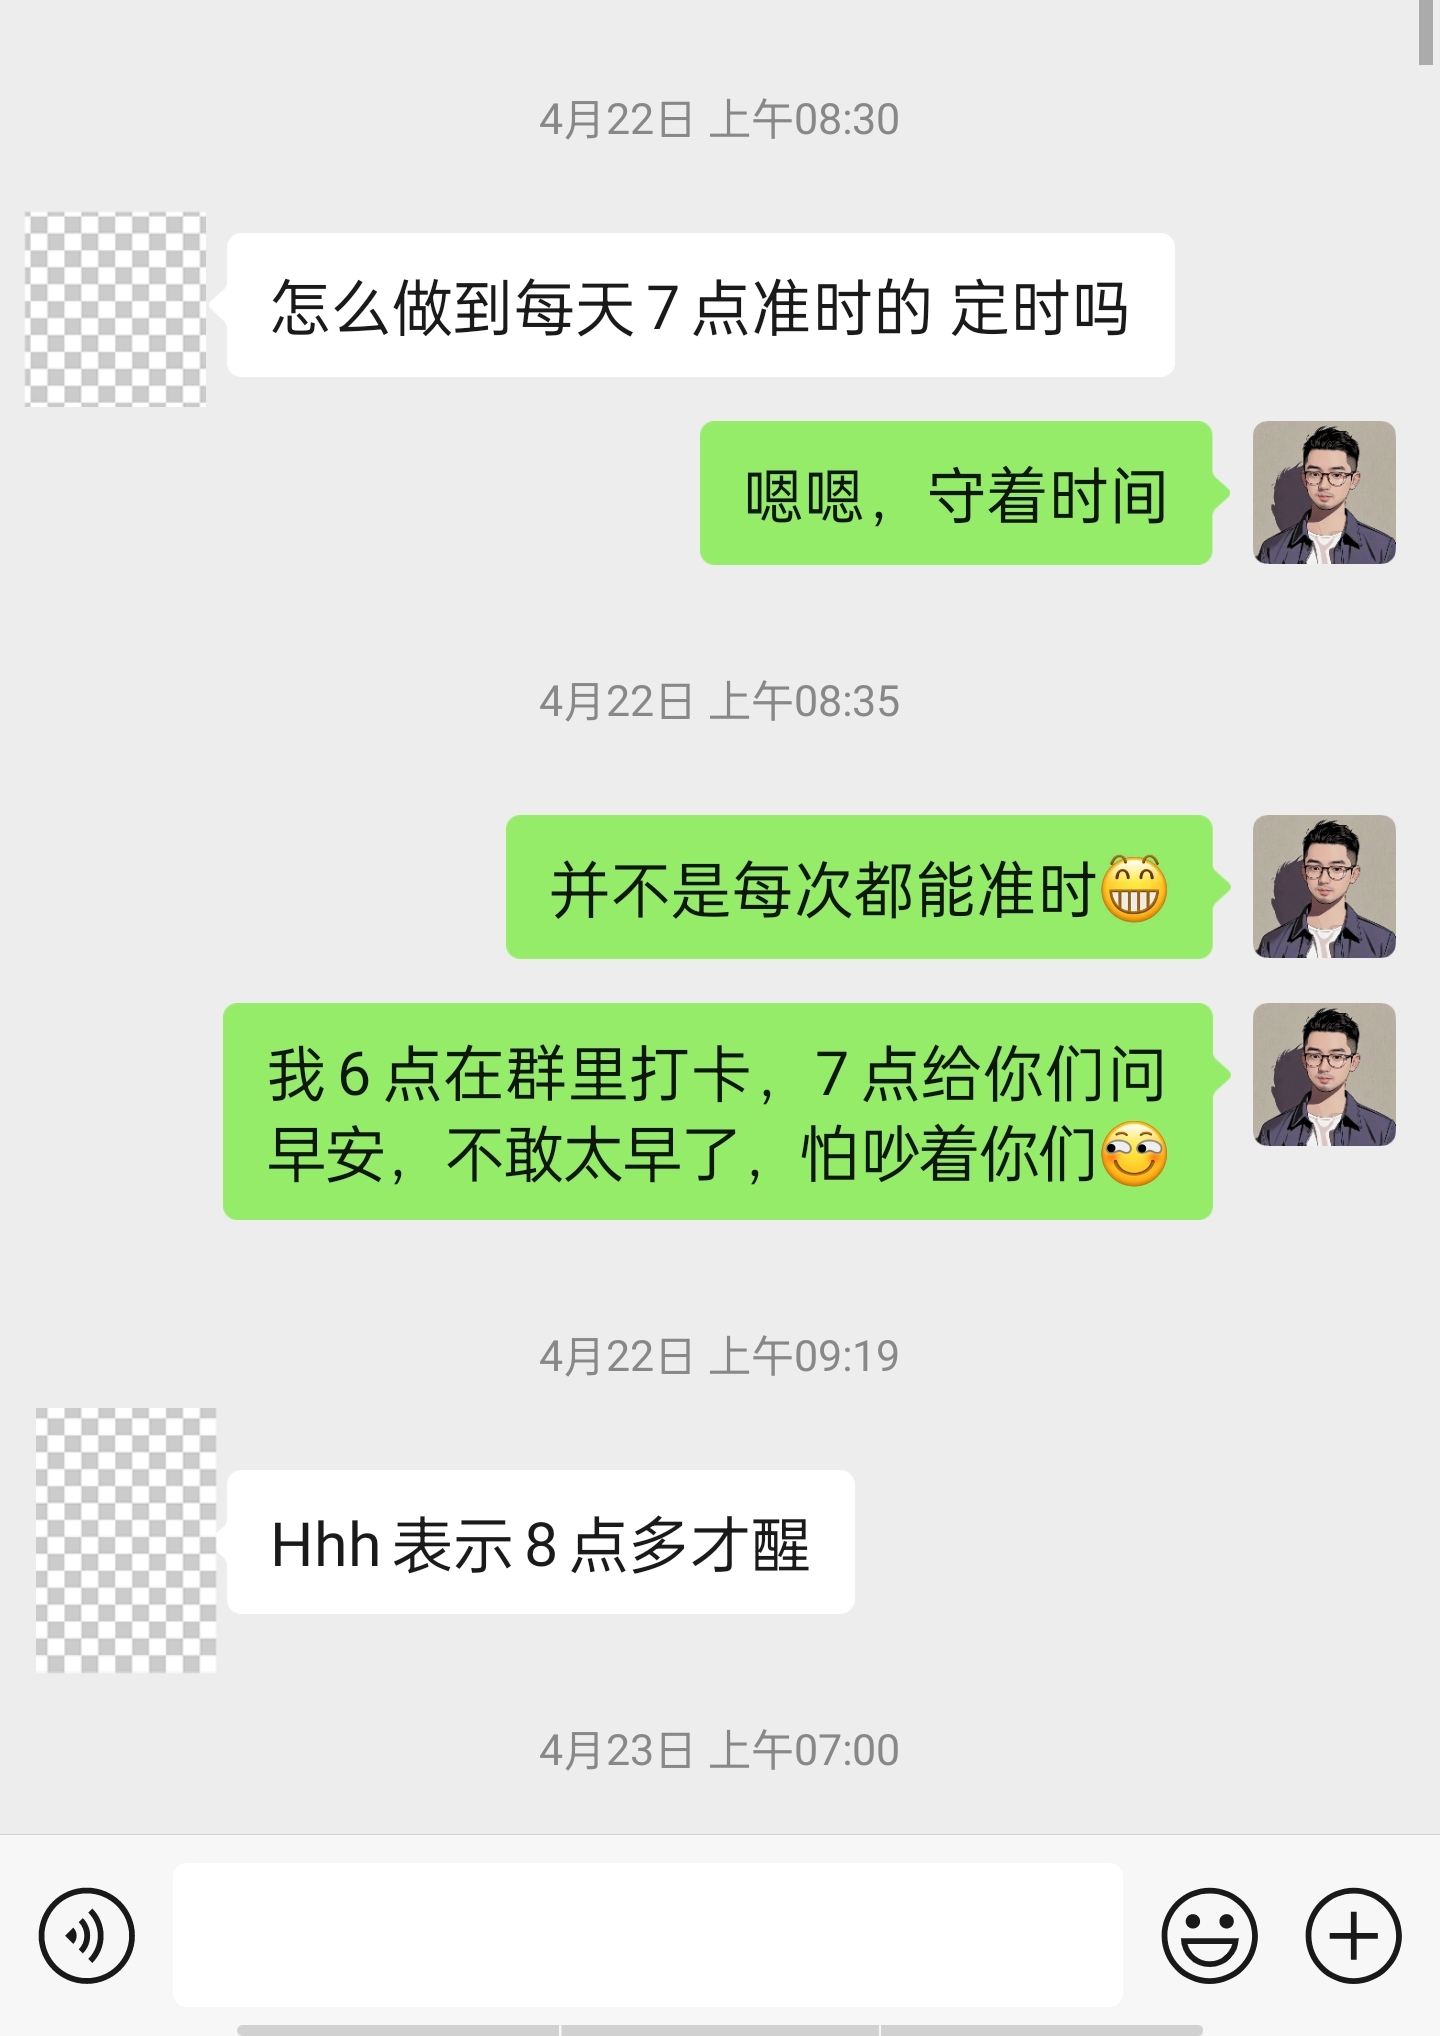 4月22日 上午08:30
怎么做到每天7点准时的 定时吗
嗯嗯，守着时间
4月22日 上午08:35
并不是每次都能准时😁
我6点在群里打卡，7点给你们问
早安，不敢太早了，怕吵着你们
4月22日 上午09:19
Hhh表示8点多才醒
4月23日 上午07:00